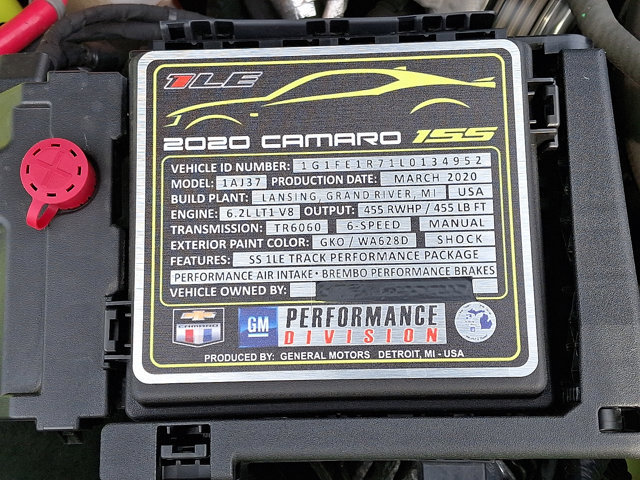 1LE
2020 CAMARO 1SS
VEHICLE ID NUMBER: 1G1FE1R71L0134952
MODEL: 1AJ37 PRODUCTION DATE: MARCH 2020
BUILD PLANT: LANSING, GRAND RIVER, MI USA
ENGINE: 6.2L LT1 V8 OUTPUT: 455 RWHP / 455 LB FT
TRANSMISSION: TR6060 6-SPEED MANUAL
EXTERIOR PAINT COLOR: GKO / WA628D SHOCK
FEATURES: SS 1LE TRACK PERFORMANCE PACKAGE
PERFORMANCE AIR INTAKE • BREMBO PERFORMANCE BRAKES
VEHICLE OWNED BY:
CAMARO GM PERFORMANCE
DIVISION
PRODUCED BY: GENERAL MOTORS DETROIT, MI - USA